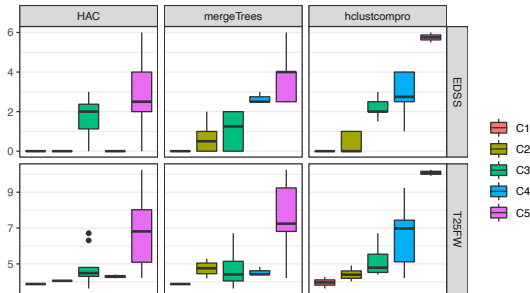 HAC mergeTrees hclustcompro
6
4
2
0
EDSS
9
7
5
T25FW
C1
C2
C3
C4
C5